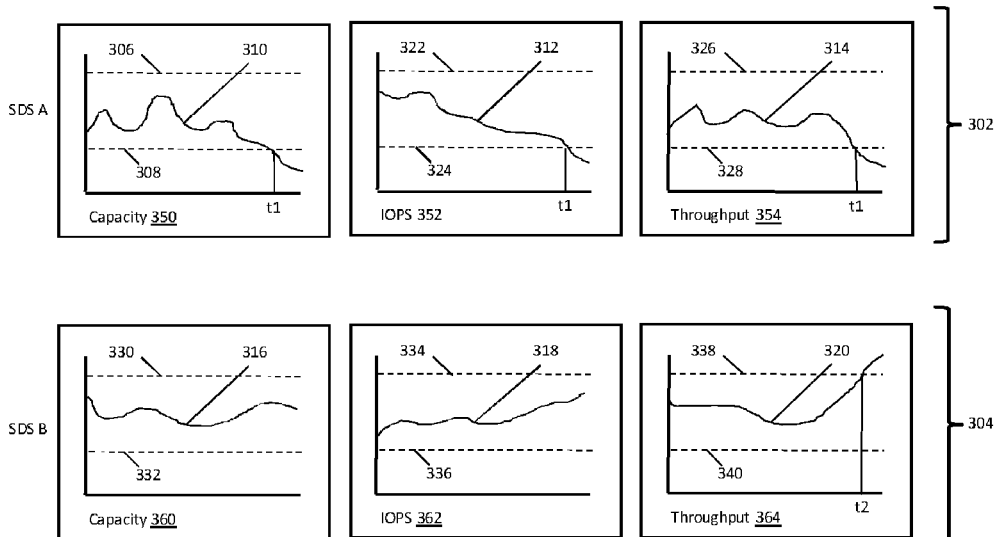 306 310
322 312
326 314
SDS A
302
308
324
328
t1
t1
t1
Capacity 350
IOPS 352
Throughput 354
330 316
334 318
338 320
SDS B
304
332
336
340
t2
Capacity 360
IOPS 362
Throughput 364